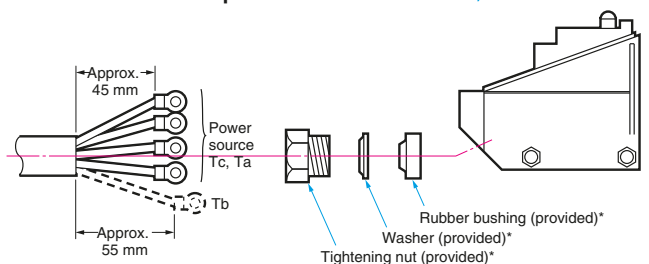 Approx.
45 mm
Power
source
Tc, Ta
Tb
Approx.
55 mm
Rubber bushing (provided)*
Washer (provided)*
Tightening nut (provided)*